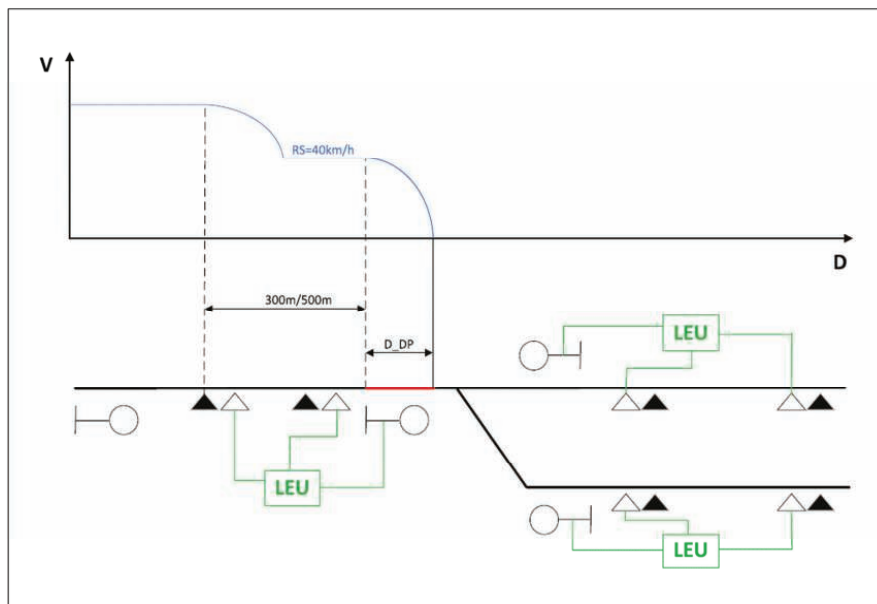 V
RS=40km/h
D
300m/500m
LEU
D_DP
LEU
LEU